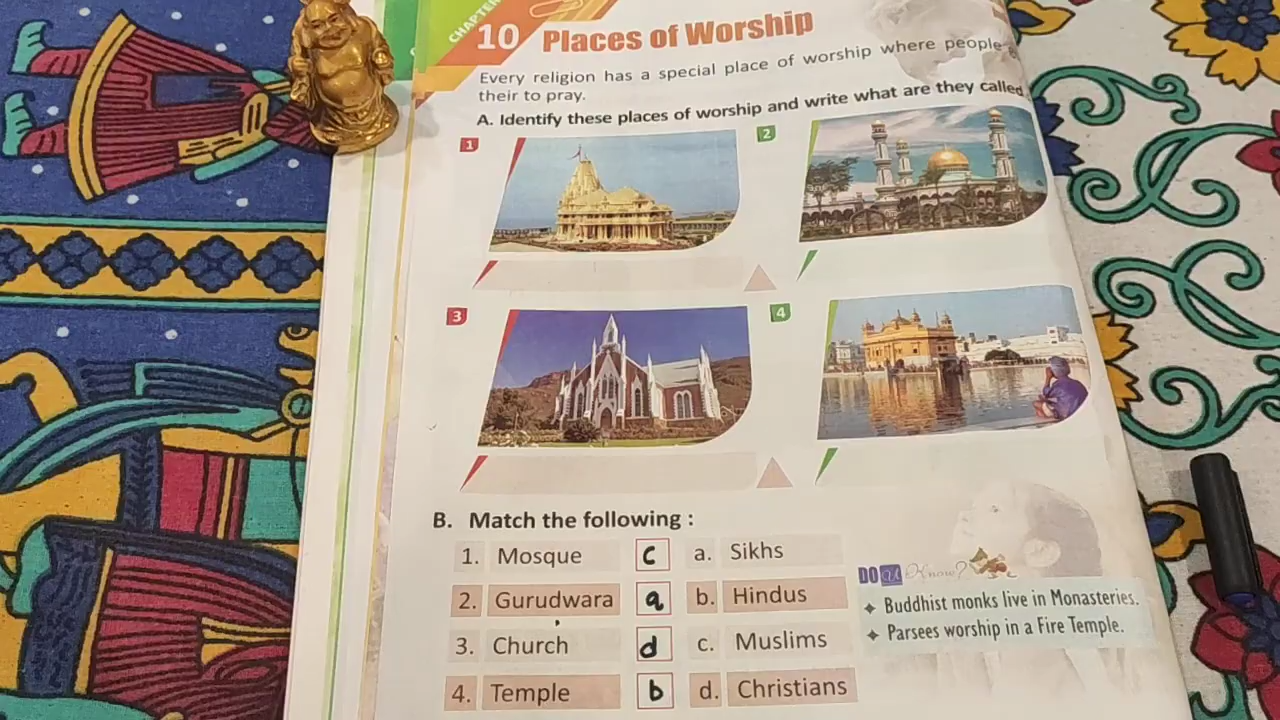 CHAPTER
10 Places of Worship
Every religion has a special place of worship where people
their to pray.
A. Identify these places of worship and write what are they called
1
2
3
4
B. Match the following :
1. Mosque c a. Sikhs
2. Gurudwara a b. Hindus
3. Church d c. Muslims
4. Temple b d. Christians
DO U Know?
Buddhist monks live in Monasteries.
Parsees worship in a Fire Temple.